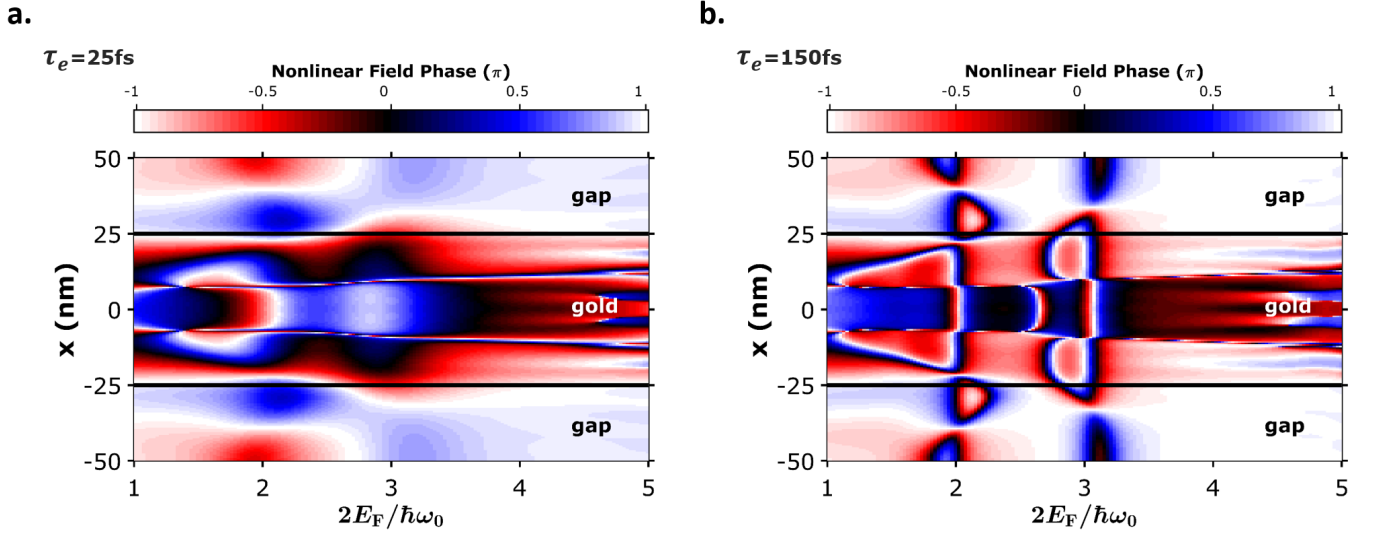 a.
τe=25fs
Nonlinear Field Phase (π)
-1 -0.5 0 0.5 1
50
25
0
-25
-50
x (nm)
gap
gold
gap
1 2 3 4 5
2EF/ħω0
b.
τe=150fs
Nonlinear Field Phase (π)
-1 -0.5 0 0.5 1
50
25
0
-25
-50
x (nm)
gap
gold
gap
1 2 3 4 5
2EF/ħω0